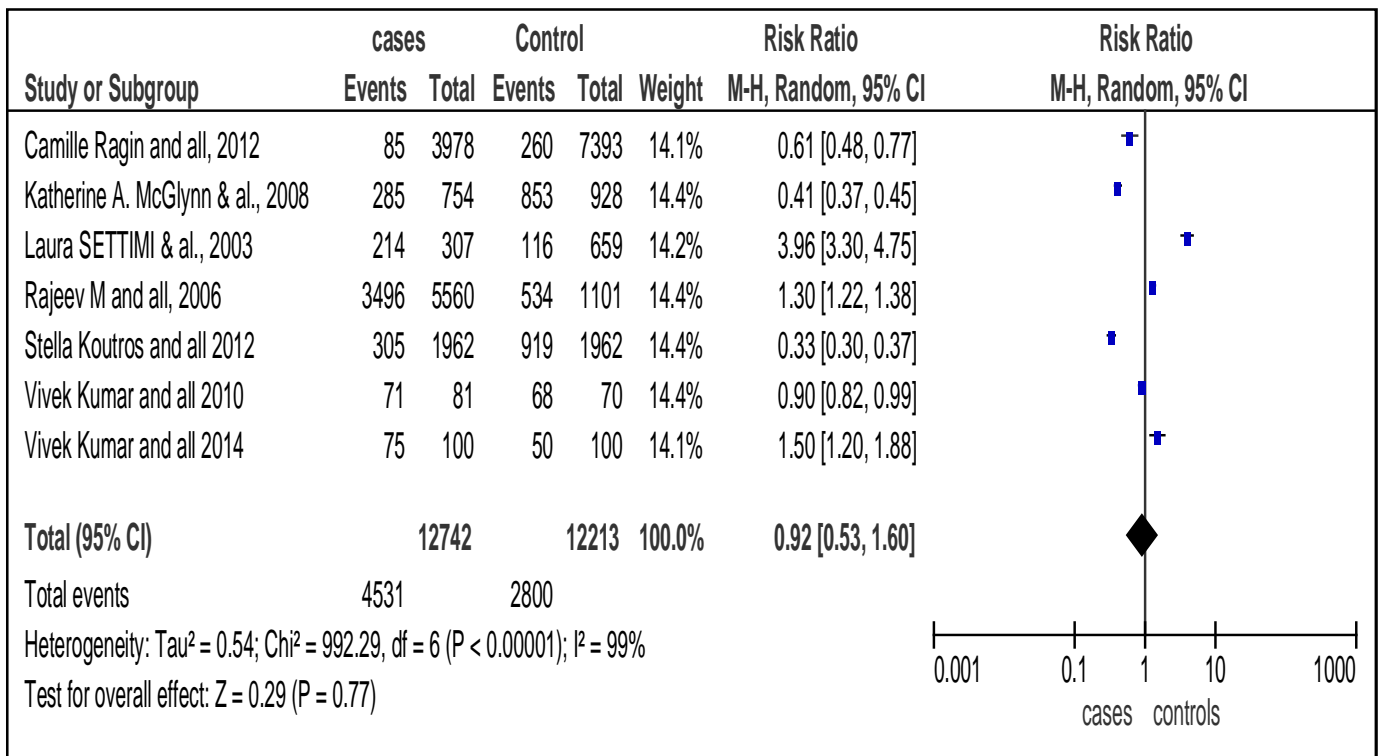 cases Control Risk Ratio Risk Ratio
Study or Subgroup Events Total Events Total Weight M-H, Random, 95% CI M-H, Random, 95% CI
Camille Ragin and all, 2012 85 3978 260 7393 14.1% 0.61 [0.48, 0.77]
Katherine A. McGlynn & al., 2008 285 754 853 928 14.4% 0.41 [0.37, 0.45]
Laura SETTIMI & al., 2003 214 307 116 659 14.2% 3.96 [3.30, 4.75]
Rajeev M and all, 2006 3496 5560 534 1101 14.4% 1.30 [1.22, 1.38]
Stella Koutros and all 2012 305 1962 919 1962 14.4% 0.33 [0.30, 0.37]
Vivek Kumar and all 2010 71 81 68 70 14.4% 0.90 [0.82, 0.99]
Vivek Kumar and all 2014 75 100 50 100 14.1% 1.50 [1.20, 1.88]
Total (95% CI) 12742 12213 100.0% 0.92 [0.53, 1.60]
Total events 4531 2800
Heterogeneity: Tau² = 0.54; Chi² = 992.29, df = 6 (P < 0.00001); I² = 99%
Test for overall effect: Z = 0.29 (P = 0.77)
0.001 0.1 1 10 1000
cases controls